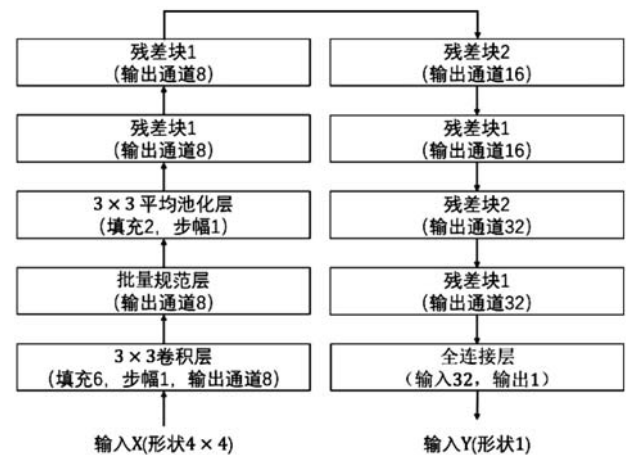 残差块1
(输出通道8)
残差块1
(输出通道8)
3×3 平均池化层
(填充2, 步幅1)
批量规范层
(输出通道8)
3×3卷积层
(填充6, 步幅1, 输出通道8)
输入X(形状4×4)
残差块2
(输出通道16)
残差块1
(输出通道16)
残差块2
(输出通道32)
残差块1
(输出通道32)
全连接层
(输入32, 输出1)
输入Y(形状1)